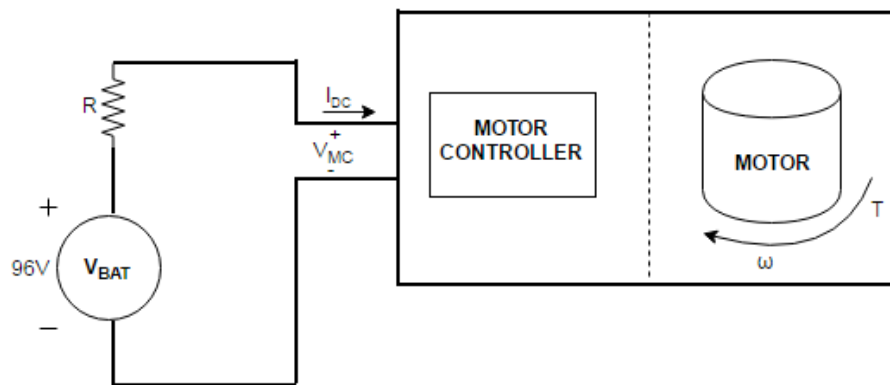 R
I_DC
+
V_MC
-
MOTOR
CONTROLLER
MOTOR
T
ω
+
96V
V_BAT
−